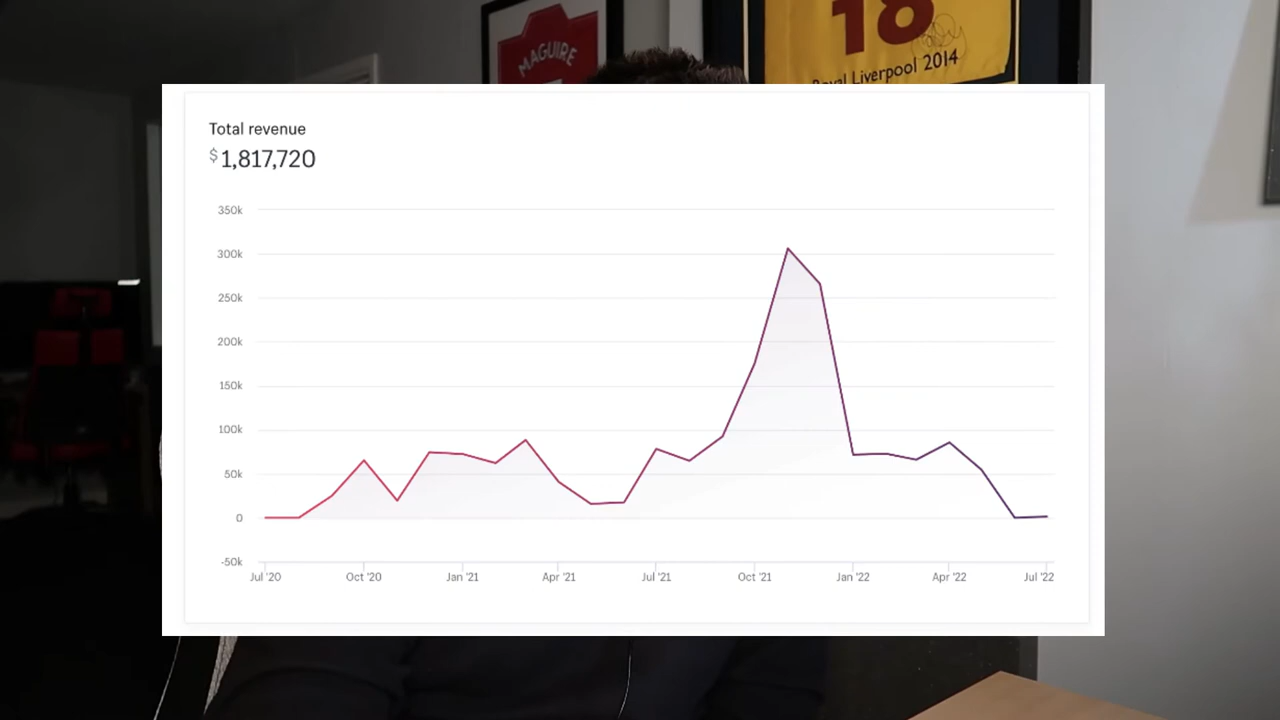 MAGUIRE
18
Royal Liverpool 2014
Total revenue
$1,817,720
350k
300k
250k
200k
150k
100k
50k
0
-50k
Jul '20
Oct '20
Jan '21
Apr '21
Jul '21
Oct '21
Jan '22
Apr '22
Jul '22